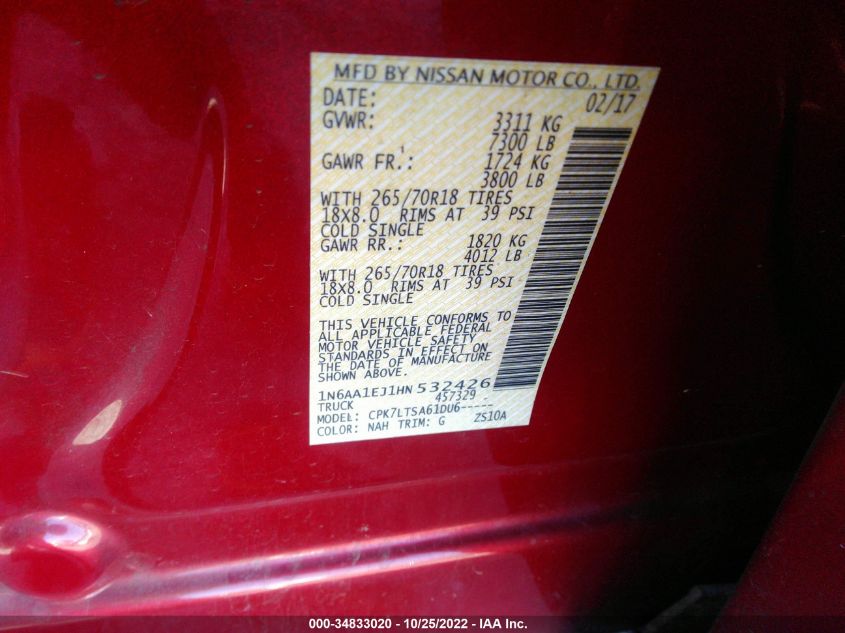 MFD BY NISSAN MOTOR CO., LTD.
DATE: 02/17
GVWR: 3311 KG
7300 LB
GAWR FR.: 1724 KG
3800 LB
WITH 265/70R18 TIRES
18X8.0 RIMS AT 39 PSI
COLD SINGLE
GAWR RR.: 1820 KG
4012 LB
WITH 265/70R18 TIRES
18X8.0 RIMS AT 39 PSI
COLD SINGLE
THIS VEHICLE CONFORMS TO
ALL APPLICABLE FEDERAL
MOTOR VEHICLE SAFETY
STANDARDS IN EFFECT ON
THE DATE OF MANUFACTURE
SHOWN ABOVE.
1N6AA1EJ1HN532426
TRUCK 457329
MODEL: CPK7LTSA61DU6-----
COLOR: NAH TRIM: G ZS10A
000-34833020 - 10/25/2022 - IAA Inc.